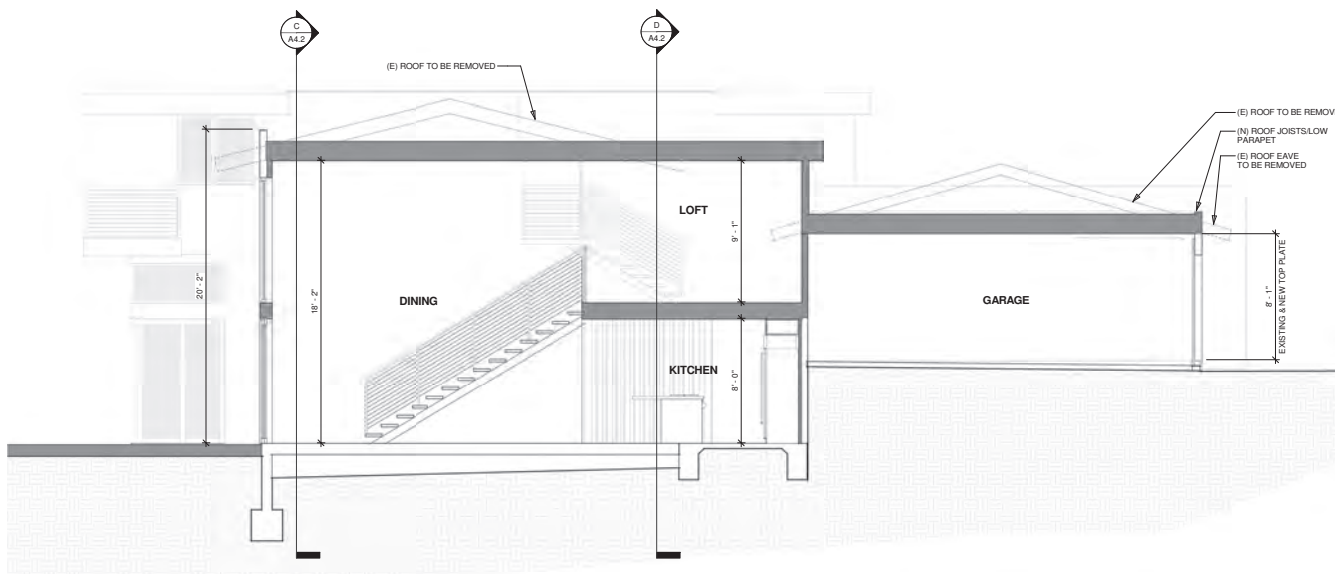 C
A4.2
D
A4.2
(E) ROOF TO BE REMOVED
(E) ROOF TO BE REMOV
(N) ROOF JOISTS/LOW
PARAPET
(E) ROOF EAVE
TO BE REMOVED
20' - 2"
18' - 2"
LOFT
9' - 1"
DINING
GARAGE
8' - 1"
EXISTING & NEW TOP PLATE
KITCHEN
8' - 0"